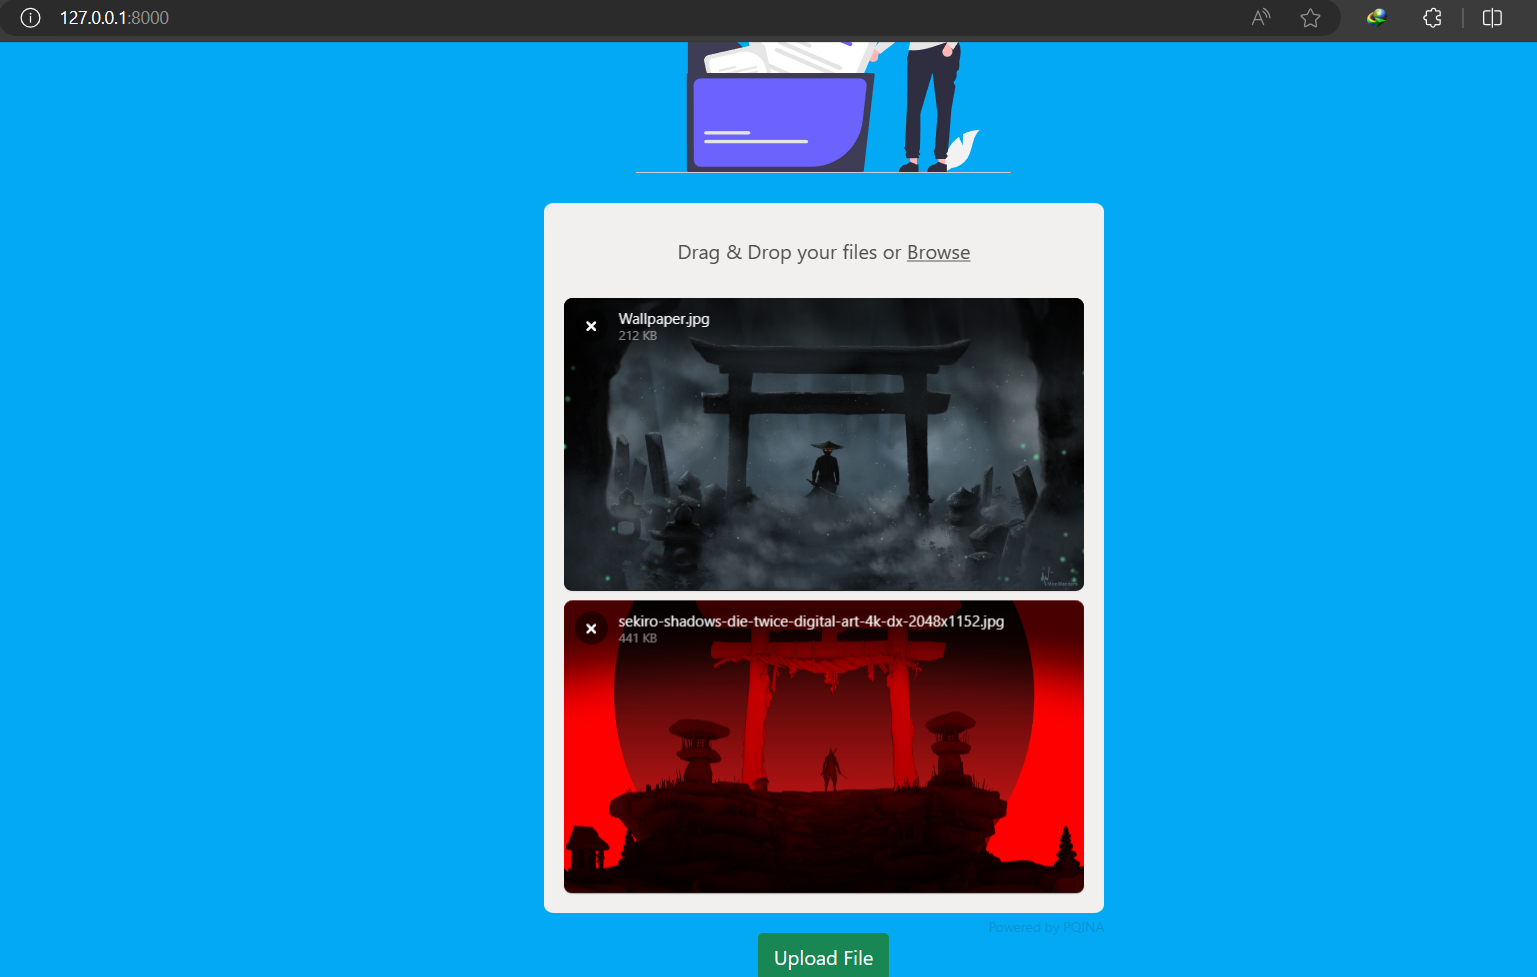 127.0.0.1:8000
Drag & Drop your files or Browse
Wallpaper.jpg
212 KB
sekiro-shadows-die-twice-digital-art-4k-dx-2048x1152.jpg
441 KB
Powered by PQINA
Upload File